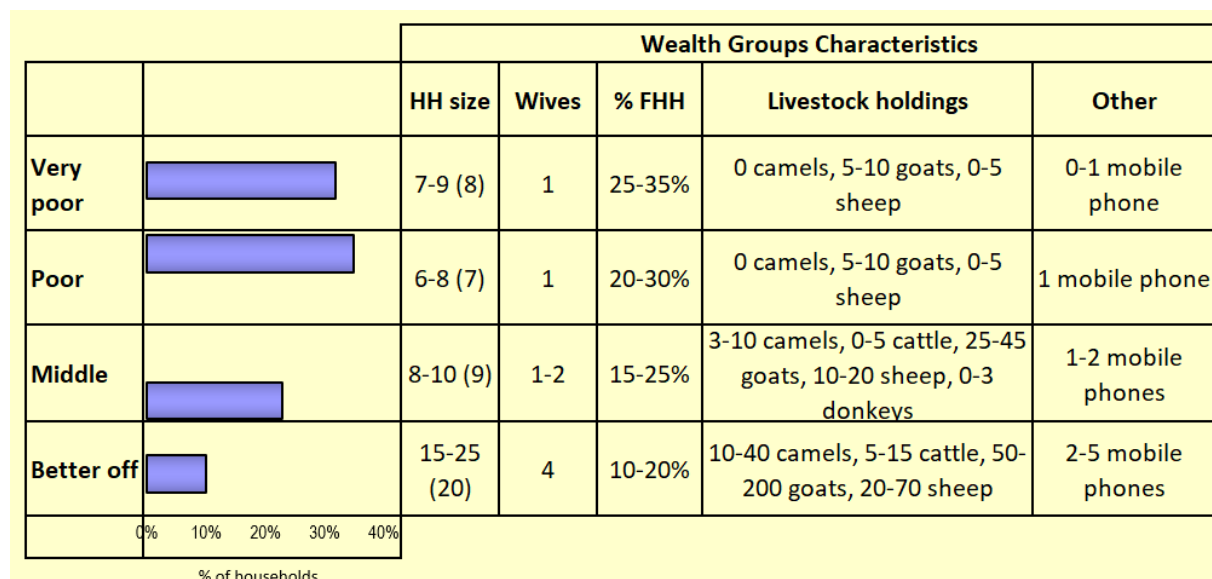 Wealth Groups Characteristics
HH size Wives % FHH Livestock holdings Other
Very poor 7-9 (8) 1 25-35% 0 camels, 5-10 goats, 0-5 sheep 0-1 mobile phone
Poor 6-8 (7) 1 20-30% 0 camels, 5-10 goats, 0-5 sheep 1 mobile phone
Middle 8-10 (9) 1-2 15-25% 3-10 camels, 0-5 cattle, 25-45 goats, 10-20 sheep, 0-3 donkeys 1-2 mobile phones
Better off 15-25 (20) 4 10-20% 10-40 camels, 5-15 cattle, 50-200 goats, 20-70 sheep 2-5 mobile phones
0% 10% 20% 30% 40%
% of households